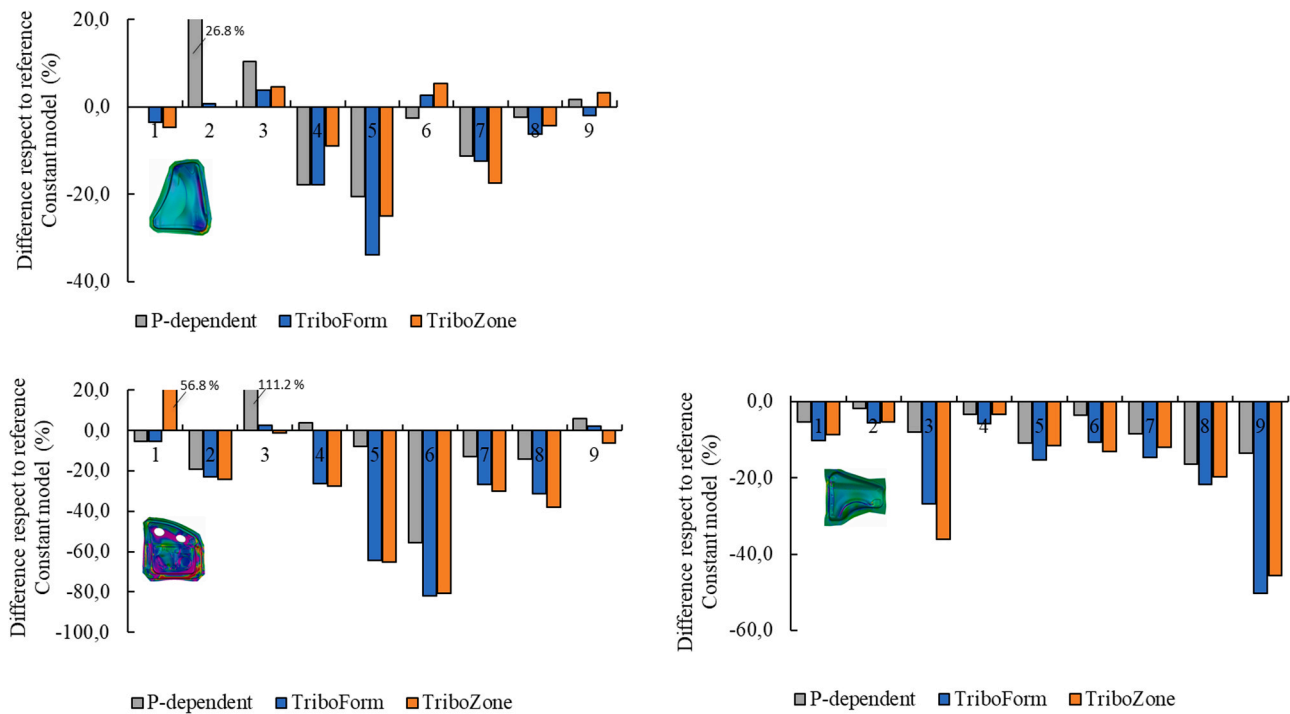 Difference respect to reference
Constant model (%)
20,0
0,0
-20,0
-40,0
26.8 %
1 2 3 4 5 6 7 8 9
P-dependent TriboForm TriboZone
Difference respect to reference
Constant model (%)
20,0
0,0
-20,0
-40,0
-60,0
-80,0
-100,0
56.8 %
111.2 %
1 2 3 4 5 6 7 8 9
P-dependent TriboForm TriboZone
Difference respect to reference
Constant model (%)
0,0
-20,0
-40,0
-60,0
1 2 3 4 5 6 7 8 9
P-dependent TriboForm TriboZone